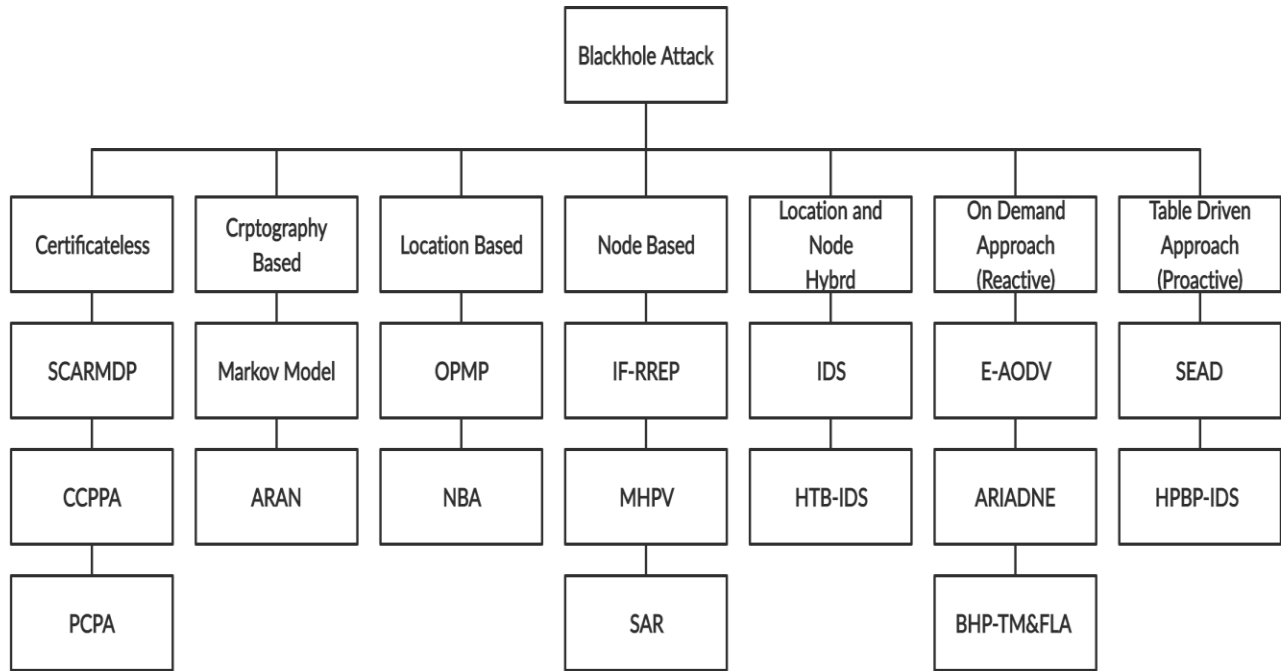 Blackhole Attack
Certificateless
Crptography
Based
Location Based
Node Based
Location and
Node
Hybrd
On Demand
Approach
(Reactive)
Table Driven
Approach
(Proactive)
SCARMDP
Markov Model
OPMP
IF-RREP
IDS
E-AODV
SEAD
CCPPA
ARAN
NBA
MHPV
HTB-IDS
ARIADNE
HPBP-IDS
PCPA
SAR
BHP-TM&FLA